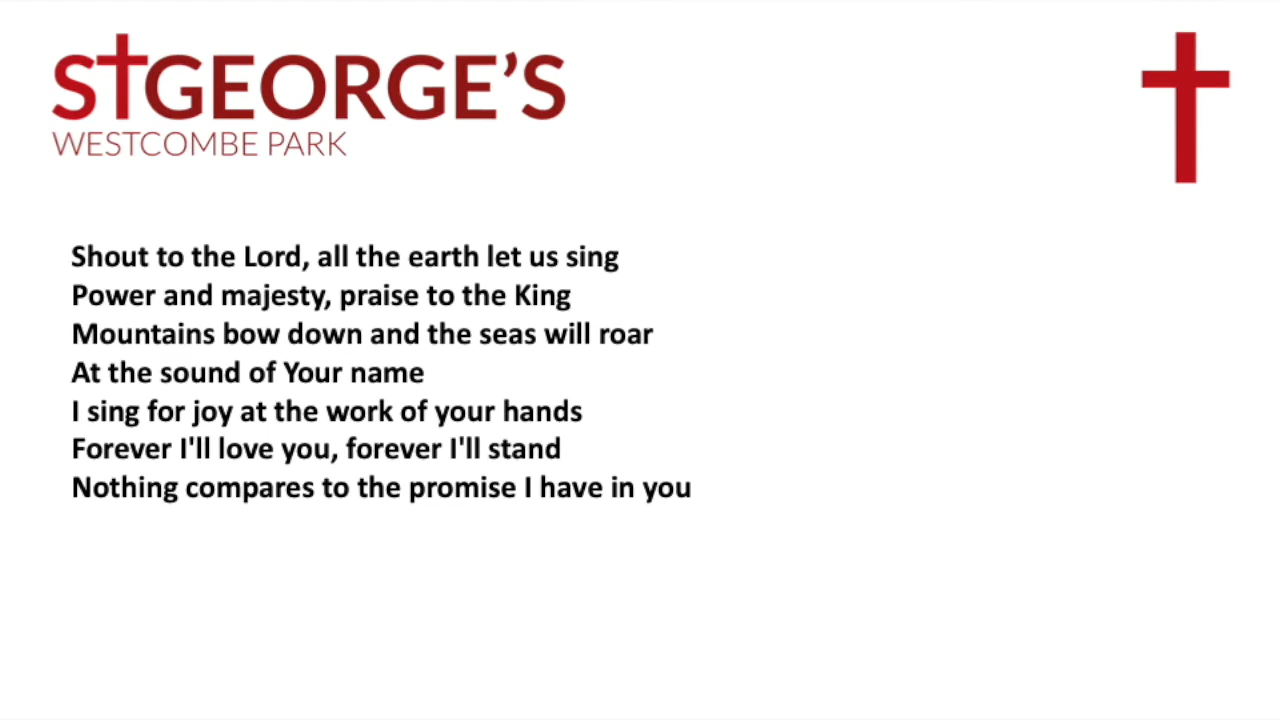 StGEORGE'S
WESTCOMBE PARK
Shout to the Lord, all the earth let us sing
Power and majesty, praise to the King
Mountains bow down and the seas will roar
At the sound of Your name
I sing for joy at the work of your hands
Forever I'll love you, forever I'll stand
Nothing compares to the promise I have in you